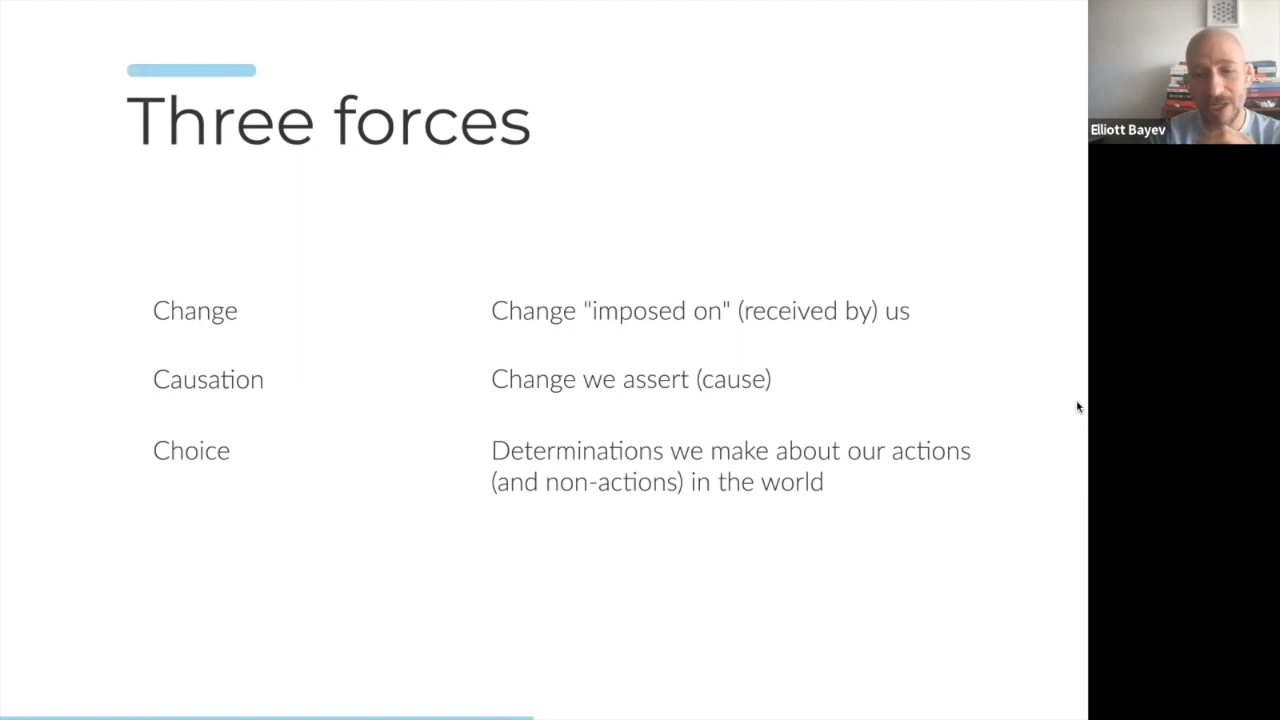 Three forces
Change
Change "imposed on" (received by) us
Causation
Change we assert (cause)
Choice
Determinations we make about our actions
(and non-actions) in the world
Elliott Bayev